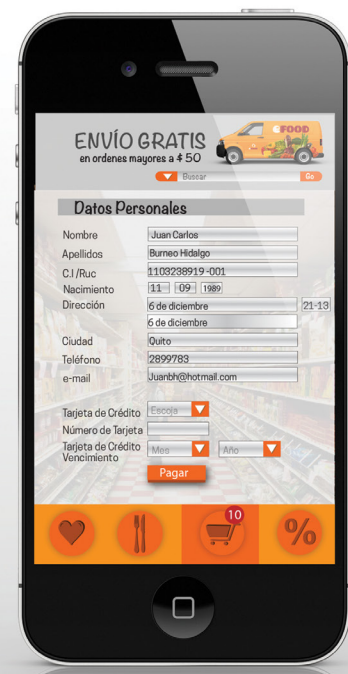 ENVÍO GRATIS
en ordenes mayores a $ 50
eFOOD
Buscar Go
Datos Personales
Nombre Juan Carlos
Apellidos Burneo Hidalgo
C.I /Ruc 1103238919 -001
Nacimiento 11 09 1989
Dirección 6 de diciembre 21-13
6 de diciembre
Ciudad Quito
Teléfono 2899783
e-mail Juanbh@hotmail.com
Tarjeta de Crédito Escoja
Número de Tarjeta
Tarjeta de Crédito Vencimiento Mes Año
Pagar
10
%